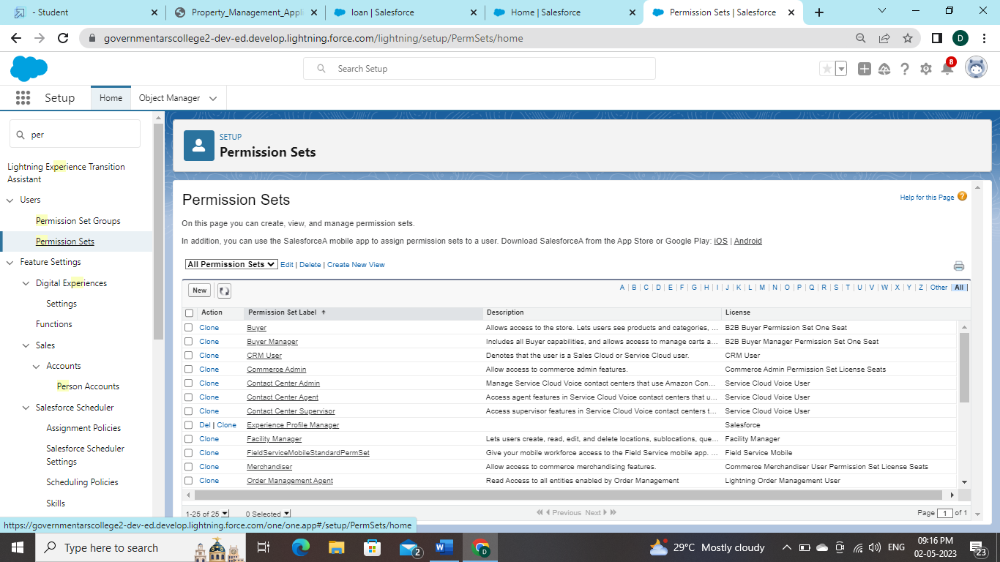 - Student
Property_Management_Appli
loan | Salesforce
Home | Salesforce
Permission Sets | Salesforce
governmentarscollege2-dev-ed.develop.lightning.force.com/lightning/setup/PermSets/home
D
Search Setup
8
Setup
Home
Object Manager
per
Lightning Experience Transition
Assistant
Users
Permission Set Groups
Permission Sets
Feature Settings
Digital Experiences
Settings
Functions
Sales
Accounts
Person Accounts
Salesforce Scheduler
Assignment Policies
Salesforce Scheduler
Settings
Scheduling Policies
Skills
SETUP
Permission Sets
Permission Sets
Help for this Page ?
On this page you can create, view, and manage permission sets.
In addition, you can use the SalesforceA mobile app to assign permission sets to a user. Download SalesforceA from the App Store or Google Play: iOS | Android
All Permission Sets Edit | Delete | Create New View
New
A | B | C | D | E | F | G | H | I | J | K | L | M | N | O | P | Q | R | S | T | U | V | W | X | Y | Z | Other | All |
Action Permission Set Label Description License
Clone Buyer Allows access to the store. Lets users see products and categories, ... B2B Buyer Permission Set One Seat
Clone Buyer Manager Includes all Buyer capabilities, and allows access to manage carts a... B2B Buyer Manager Permission Set One Seat
Clone CRM User Denotes that the user is a Sales Cloud or Service Cloud user. CRM User
Clone Commerce Admin Allow access to commerce admin features. Commerce Admin Permission Set License Seats
Clone Contact Center Admin Manage Service Cloud Voice contact centers that use Amazon Con... Service Cloud Voice User
Clone Contact Center Agent Access agent features in Service Cloud Voice contact centers that u... Service Cloud Voice User
Clone Contact Center Supervisor Access supervisor features in Service Cloud Voice contact centers t... Service Cloud Voice User
Del | Clone Experience Profile Manager Salesforce
Clone Facility Manager Lets users create, read, edit, and delete locations, sublocations, que... Facility Manager
Clone FieldServiceMobileStandardPermSet Give your mobile workforce access to the Field Service mobile app. ... Field Service Mobile
Clone Merchandiser Allow access to commerce merchandising features. Commerce Merchandiser User Permission Set License Seats
Clone Order Management Agent Read Access to all entities enabled by Order Management Lightning Order Management User
1-25 of 25 0 Selected Previous Next Page 1 of 1
https://governmentarscollege2-dev-ed.develop.lightning.force.com/one/one.app#/setup/PermSets/home
Type here to search
2
29°C Mostly cloudy
ENG
09:16 PM
02-05-2023
23